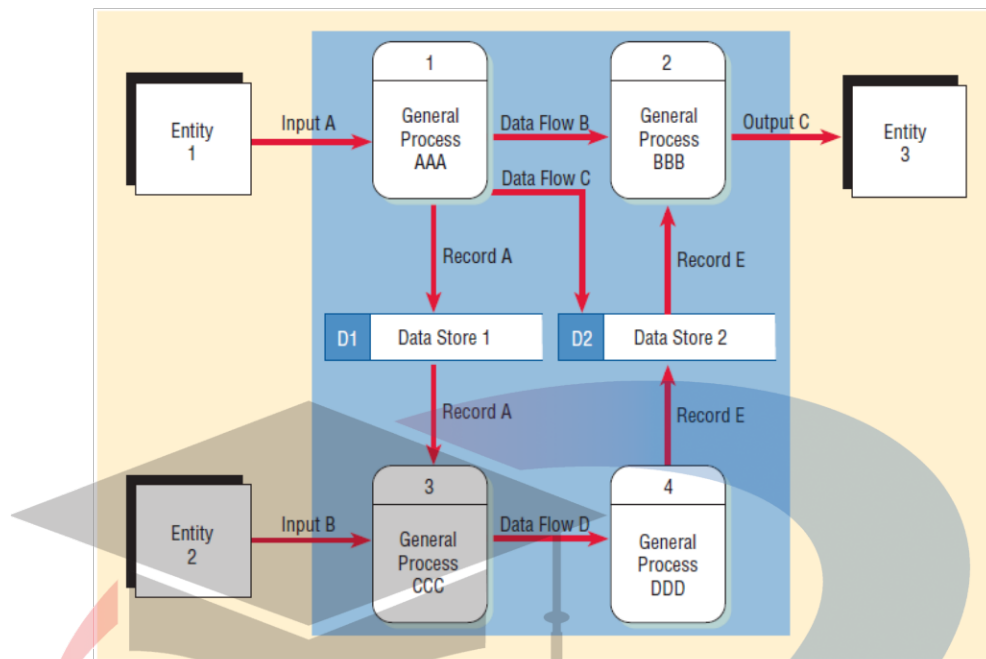 1
2
Entity
1
Input A
General
Process
AAA
Data Flow B
General
Process
BBB
Output C
Entity
3
Data Flow C
Record A
Record E
D1
Data Store 1
D2
Data Store 2
Record A
Record E
3
4
Entity
2
Input B
General
Process
CCC
Data Flow D
General
Process
DDD